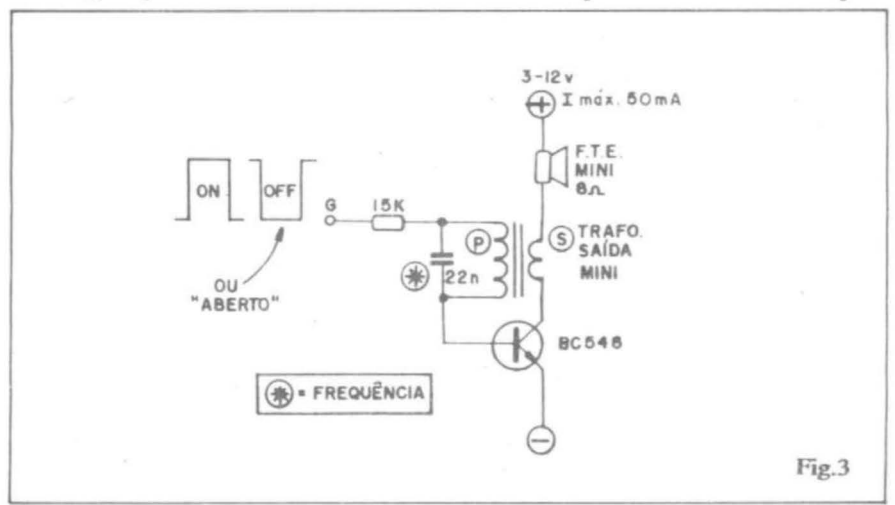 3-12v
I máx. 50mA
F.T.E.
MINI
8Ω
ON
OFF
G
15K
P
S
TRAFO.
SAÍDA
MINI
22n
OU
"ABERTO"
BC548
= FREQUÊNCIA
Fig.3